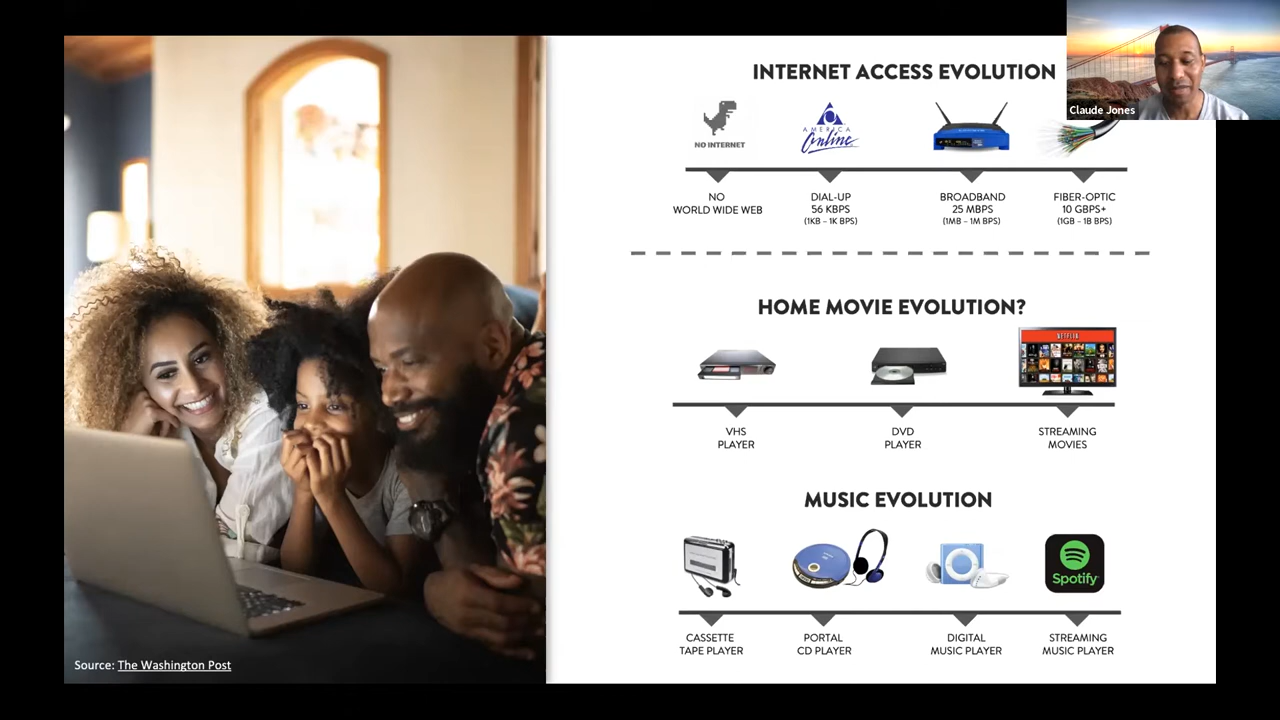 INTERNET ACCESS EVOLUTION
Claude Jones
NO INTERNET
AMERICA
Online
NO
WORLD WIDE WEB
DIAL-UP
56 KBPS
(1KB – 1K BPS)
BROADBAND
25 MBPS
(1MB – 1M BPS)
FIBER-OPTIC
10 GBPS+
(1GB – 1B BPS)
HOME MOVIE EVOLUTION?
NETFLIX
VHS
PLAYER
DVD
PLAYER
STREAMING
MOVIES
MUSIC EVOLUTION
Spotify
CASSETTE
TAPE PLAYER
PORTAL
CD PLAYER
DIGITAL
MUSIC PLAYER
STREAMING
MUSIC PLAYER
Source: The Washington Post